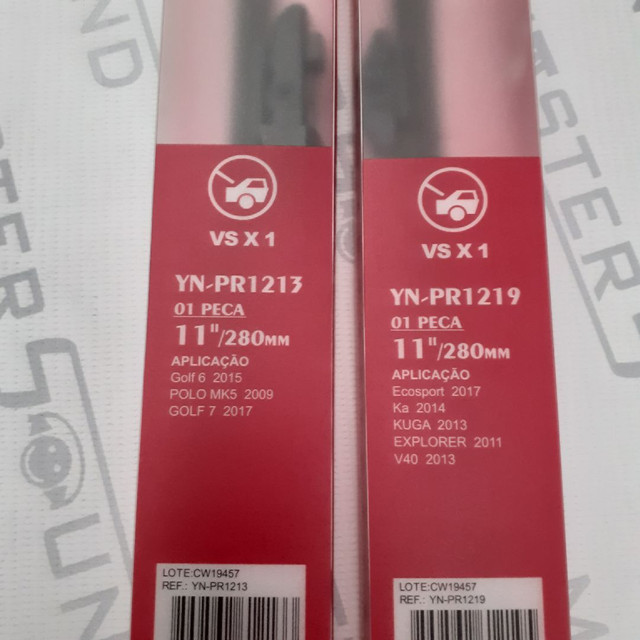 VS X 1
YN-PR1213
01 PECA
11"/280MM
APLICAÇÃO
Golf 6 2015
POLO MK5 2009
GOLF 7 2017
LOTE:CW19457
REF.: YN-PR1213
VS X 1
YN-PR1219
01 PECA
11"/280MM
APLICAÇÃO
Ecosport 2017
Ka 2014
KUGA 2013
EXPLORER 2011
V40 2013
LOTE:CW19457
REF.: YN-PR1219